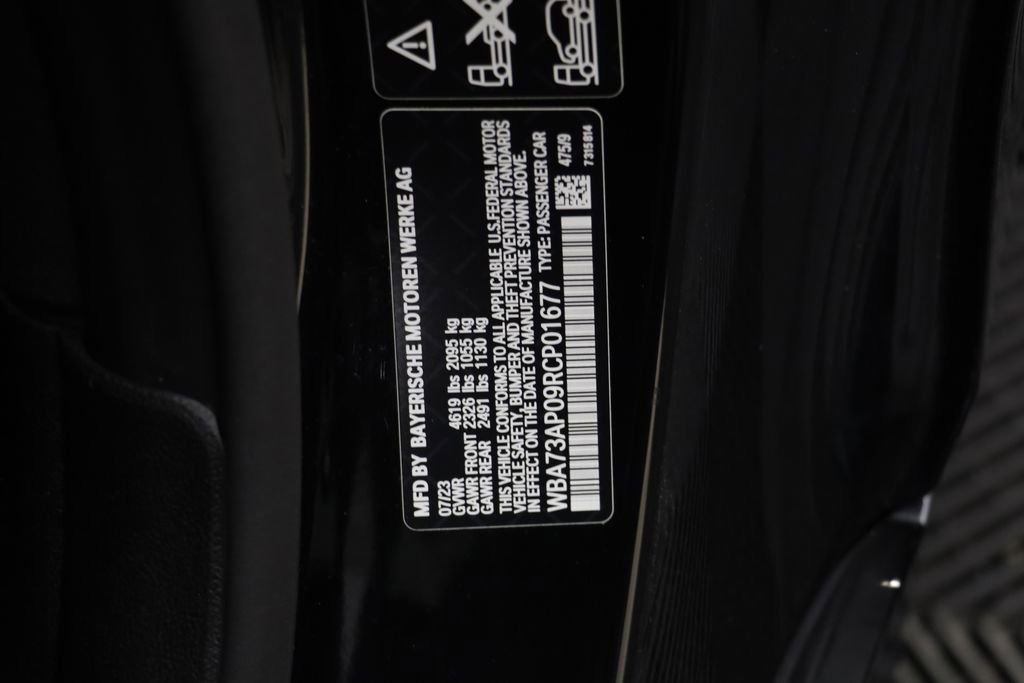 MFD BY BAYERISCHE MOTOREN WERKE AG
07/23
GVWR 4619 lbs 2095 kg
GAWR FRONT 2326 lbs 1055 kg
GAWR REAR 2491 lbs 1130 kg
THIS VEHICLE CONFORMS TO ALL APPLICABLE U.S.FEDERAL MOTOR
VEHICLE SAFETY, BUMPER AND THEFT PREVENTION STANDARDS
IN EFFECT ON THE DATE OF MANUFACTURE SHOWN ABOVE.
WBA73AP09RCP01677 TYPE: PASSENGER CAR
475/9
7 315 814